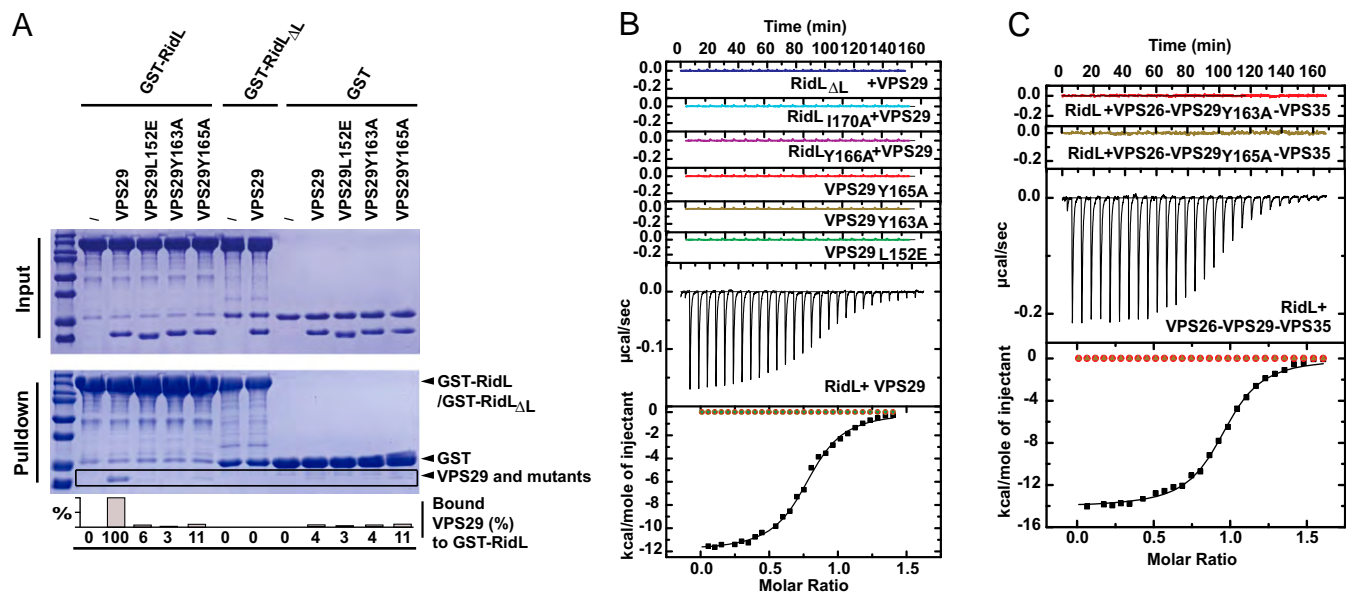 A
GST-RidL
GST-RidLΔL
GST
/
VPS29
VPS29L152E
VPS29Y163A
VPS29Y165A
/
VPS29
/
VPS29
VPS29L152E
VPS29Y163A
VPS29Y165A
Input
Pulldown
GST-RidL
/GST-RidLΔL
GST
VPS29 and mutants
%
0 100 6 3 11 0 0 0 4 3 4 11
Bound
VPS29 (%)
to GST-RidL
B
Time (min)
0 20 40 60 80 100 120 140 160
0.0
-0.2
RidLΔL +VPS29
0.0
-0.2
RidL I170A+VPS29
0.0
-0.2
RidLY166A+VPS29
0.0
-0.2
VPS29Y165A
0.0
-0.2
VPS29Y163A
0.0
-0.2
VPS29L152E
0.0
-0.1
µcal/sec
RidL+ VPS29
0
-2
-4
-6
-8
-10
-12
kcal/mole of injectant
0.0 0.5 1.0 1.5
Molar Ratio
C
Time (min)
0 20 40 60 80 100 120 140 160
0.0
-0.2
RidL+VPS26-VPS29Y163A-VPS35
0.0
-0.2
RidL+VPS26-VPS29Y165A-VPS35
0.0
-0.2
µcal/sec
RidL+
VPS26-VPS29-VPS35
0
-4
-8
-12
-16
kcal/mole of injectant
0.0 0.5 1.0 1.5
Molar Ratio